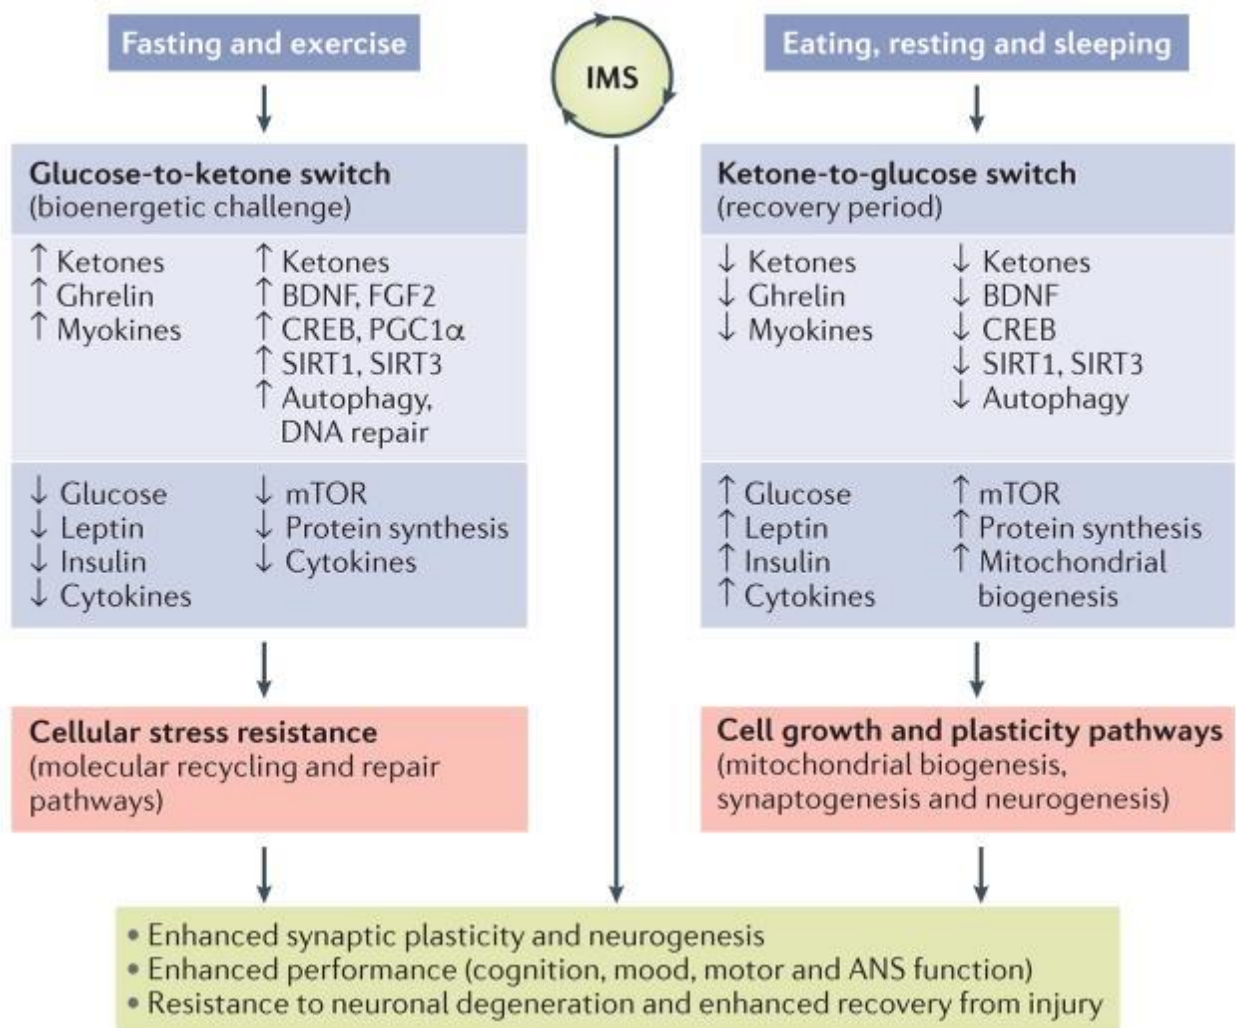 Fasting and exercise
IMS
Eating, resting and sleeping
Glucose-to-ketone switch
(bioenergetic challenge)
↑ Ketones
↑ Ghrelin
↑ Myokines
↑ Ketones
↑ BDNF, FGF2
↑ CREB, PGC1α
↑ SIRT1, SIRT3
↑ Autophagy,
DNA repair
↓ Glucose
↓ Leptin
↓ Insulin
↓ Cytokines
↓ mTOR
↓ Protein synthesis
↓ Cytokines
Cellular stress resistance
(molecular recycling and repair
pathways)
Ketone-to-glucose switch
(recovery period)
↓ Ketones
↓ Ghrelin
↓ Myokines
↓ Ketones
↓ BDNF
↓ CREB
↓ SIRT1, SIRT3
↓ Autophagy
↑ Glucose
↑ Leptin
↑ Insulin
↑ Cytokines
↑ mTOR
↑ Protein synthesis
↑ Mitochondrial
biogenesis
Cell growth and plasticity pathways
(mitochondrial biogenesis,
synaptogenesis and neurogenesis)
• Enhanced synaptic plasticity and neurogenesis
• Enhanced performance (cognition, mood, motor and ANS function)
• Resistance to neuronal degeneration and enhanced recovery from injury